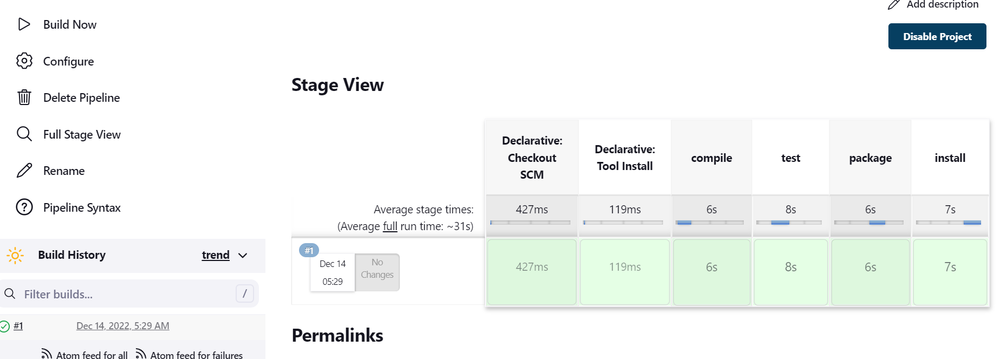 Add description
Disable Project
Build Now
Configure
Delete Pipeline
Full Stage View
Rename
Pipeline Syntax
Build History
trend
Filter builds...
/
#1
Dec 14, 2022, 5:29 AM
Atom feed for all
Atom feed for failures
Stage View
Declarative:
Checkout
SCM
Declarative:
Tool Install
compile
test
package
install
Average stage times:
(Average full run time: ~31s)
427ms
119ms
6s
8s
6s
7s
#1
Dec 14
05:29
No
Changes
427ms
119ms
6s
8s
6s
7s
Permalinks